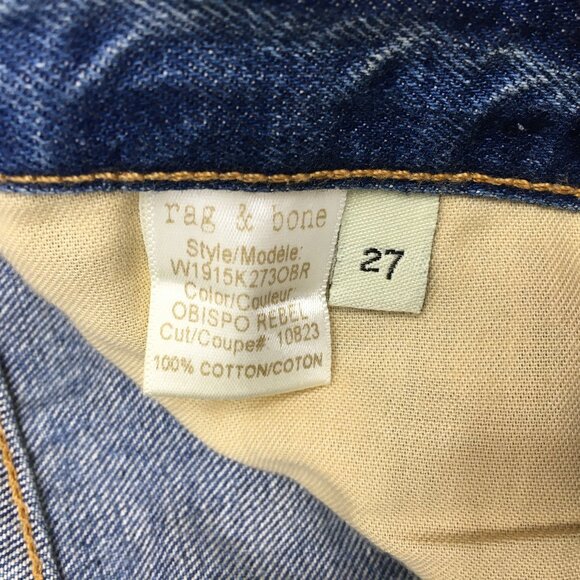 rag & bone
Style/Modèle:
W1915K273OBR
Color/Couleur:
OBISPO REBEL
Cut/Coupe#: 10823
100% COTTON/COTON
27